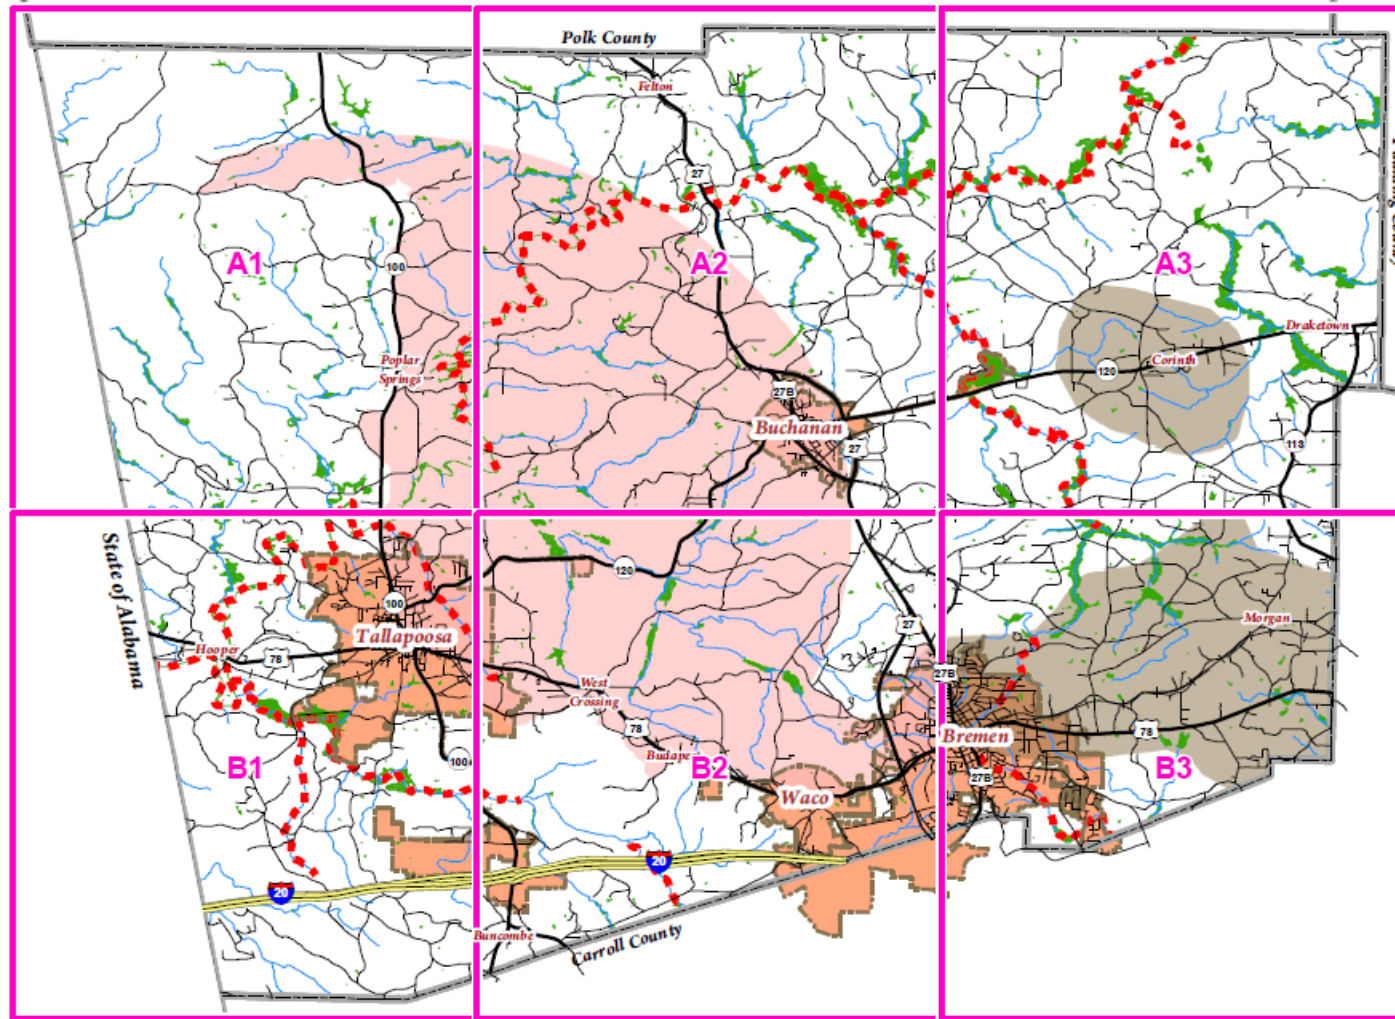 Polk County
Felton
27
A1
A2
A3
100
Draketown
Poplar
Springs
120
Corinth
27B
Buchanan
27
113
State of Alabama
120
100
Tallapoosa
Hooper
78
27
Morgan
27B
West
Crossing
78
78
Bremen
Budape
100
B1
B2
B3
27B
Waco
20
20
Buncombe
Carroll County